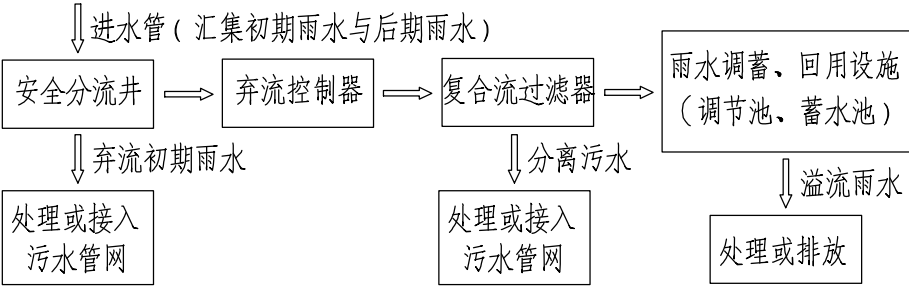 进水管(汇集初期雨水与后期雨水)
安全分流井
弃流控制器
复合流过滤器
雨水调蓄、回用设施
(调节池、蓄水池)
弃流初期雨水
分离污水
溢流雨水
处理或接入
污水管网
处理或接入
污水管网
处理或排放